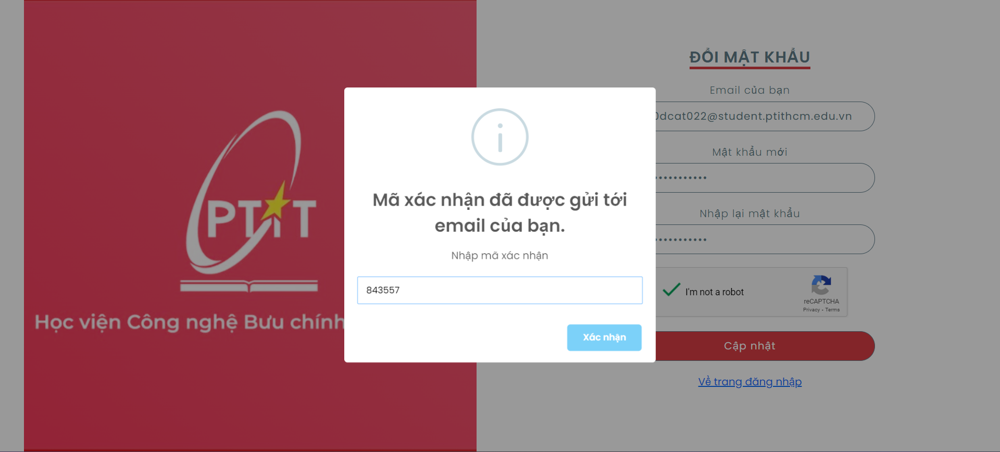 PTIT
Học viện Công nghệ Bưu chính
ĐỔI MẬT KHẨU
Email của bạn
dcat022@student.ptithcm.edu.vn
Mật khẩu mới
Nhập lại mật khẩu
I'm not a robot
reCAPTCHA
Privacy - Terms
Cập nhật
Về trang đăng nhập
Mã xác nhận đã được gửi tới
email của bạn.
Nhập mã xác nhận
843557
Xác nhận